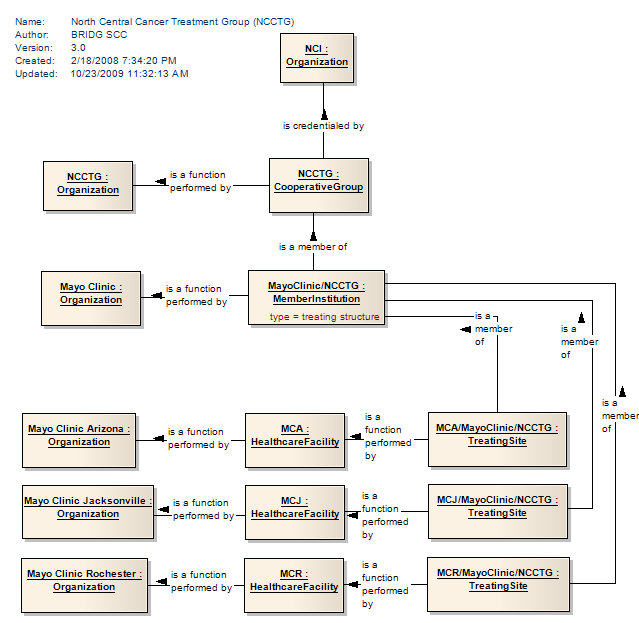 Name: North Central Cancer Treatment Group (NCCTG)
Author: BRIDG SCC
Version: 3.0
Created: 2/18/2008 7:34:20 PM
Updated: 10/23/2009 11:32:13 AM
NCI :
Organization
is credentialed by
NCCTG :
Organization
is a function
performed by
NCCTG :
CooperativeGroup
is a member of
Mayo Clinic :
Organization
is a function
performed by
MayoClinic/NCCTG :
MemberInstitution
type = treating structure
is a
member
of
is a
member
of
is a
member
of
Mayo Clinic Arizona :
Organization
is a function
performed by
MCA :
HealthcareFacility
is a
function
performed
by
MCA/MayoClinic/NCCTG :
TreatingSite
Mayo Clinic Jacksonville :
Organization
is a function
performed by
MCJ :
HealthcareFacility
is a
function
performed
by
MCJ/MayoClinic/NCCTG :
TreatingSite
Mayo Clinic Rochester :
Organization
is a function
performed by
MCR :
HealthcareFacility
is a
function
performed
by
MCR/MayoClinic/NCCTG :
TreatingSite